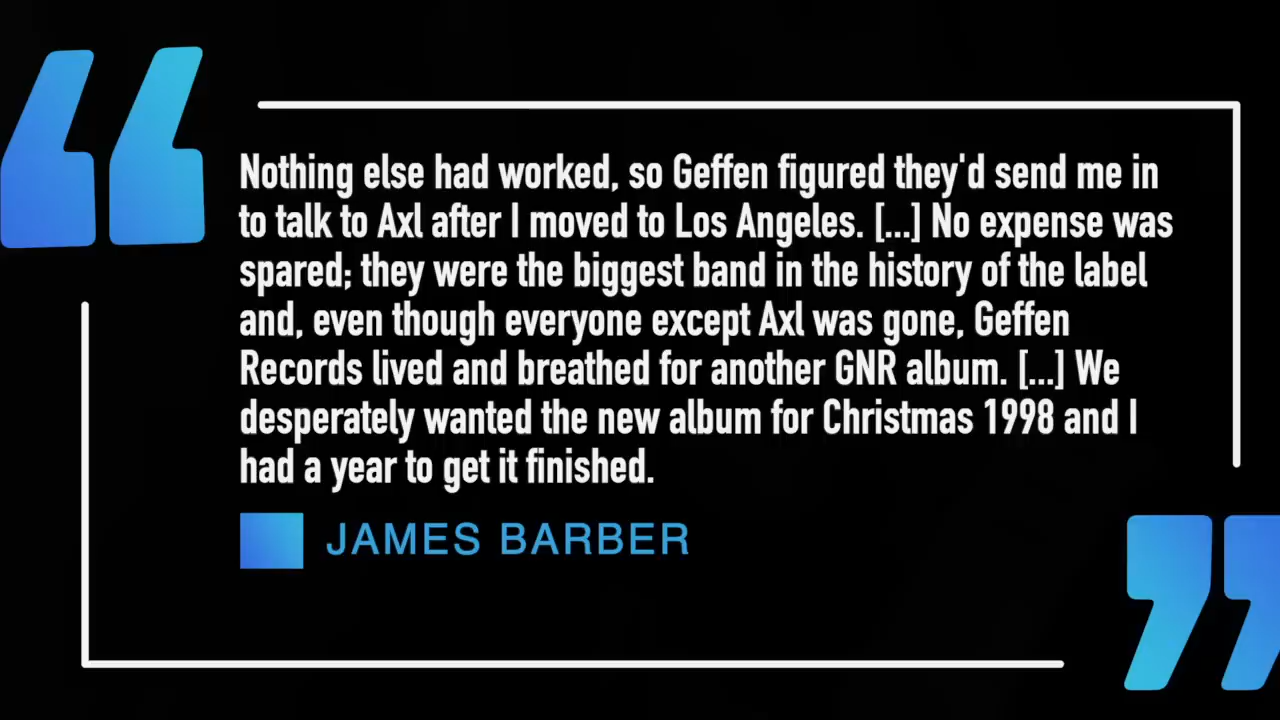 Nothing else had worked, so Geffen figured they'd send me in
to talk to Axl after I moved to Los Angeles. [...] No expense was
spared; they were the biggest band in the history of the label
and, even though everyone except Axl was gone, Geffen
Records lived and breathed for another GNR album. [...] We
desperately wanted the new album for Christmas 1998 and I
had a year to get it finished.
JAMES BARBER